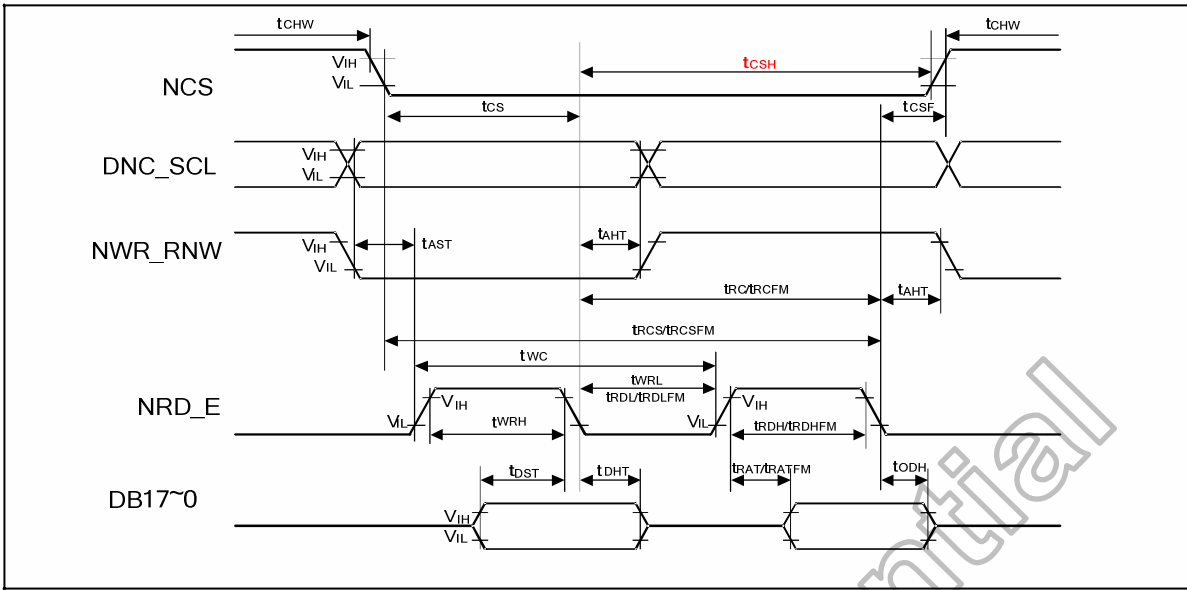 tCHW tCHW
VIH tCSH
NCS VIL
tCS tCSF
DNC_SCL VIH
VIL
NWR_RNW VIH tAST tAHT
VIL
tRC/tRCFM tAHT
tRCS/tRCSFM
tWC
NRD_E VIH tWRL VIH
tRDL/tRDLFM
VIL tWRH VIL tRDH/tRDHFM
tDST tDHT tRAT/tRATFM tODH
DB17~0
VIH
VIL
ntial